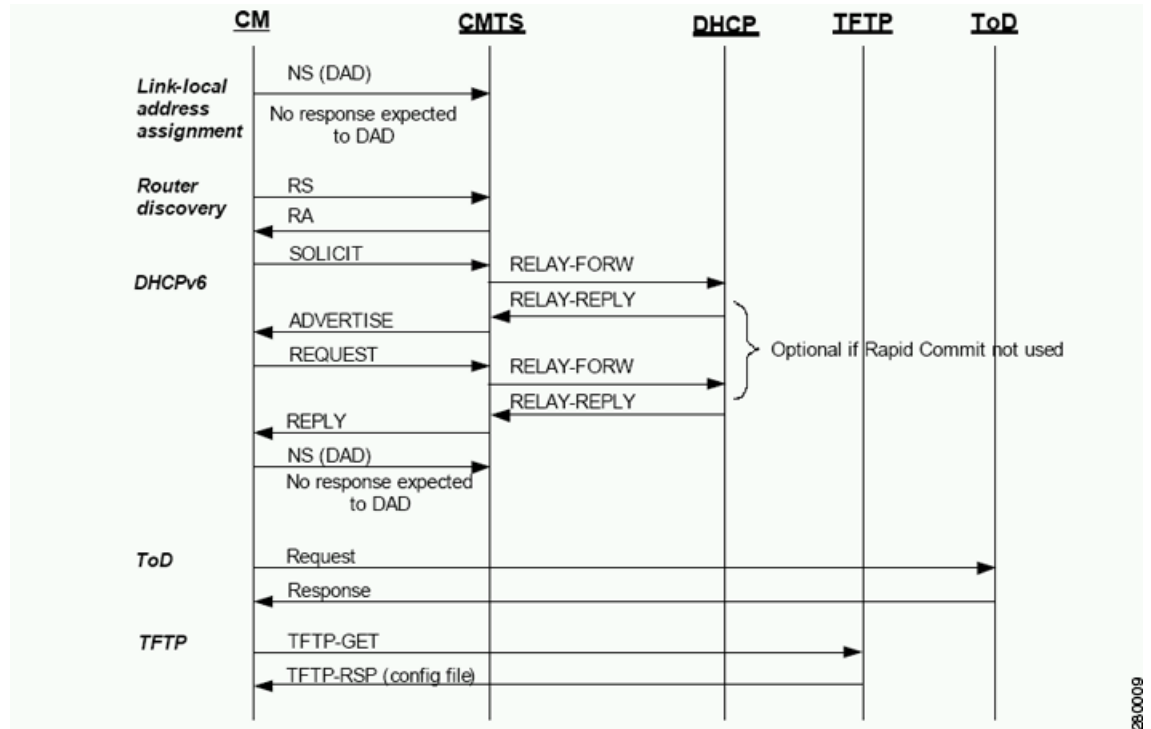 CM CMTS DHCP TFTP ToD
NS (DAD)
Link-local
address
assignment
No response expected
to DAD
Router
discovery
RS
RA
SOLICIT
RELAY-FORW
DHCPv6
RELAY-REPLY
ADVERTISE
Optional if Rapid Commit not used
REQUEST
RELAY-FORW
RELAY-REPLY
REPLY
NS (DAD)
No response expected
to DAD
ToD
Request
Response
TFTP
TFTP-GET
TFTP-RSP (config file)
280009